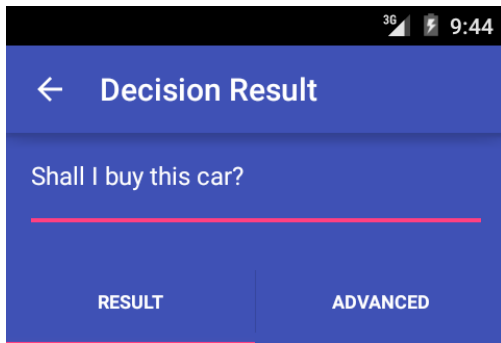 3G 9:44
Decision Result
Shall I buy this car?
RESULT ADVANCED